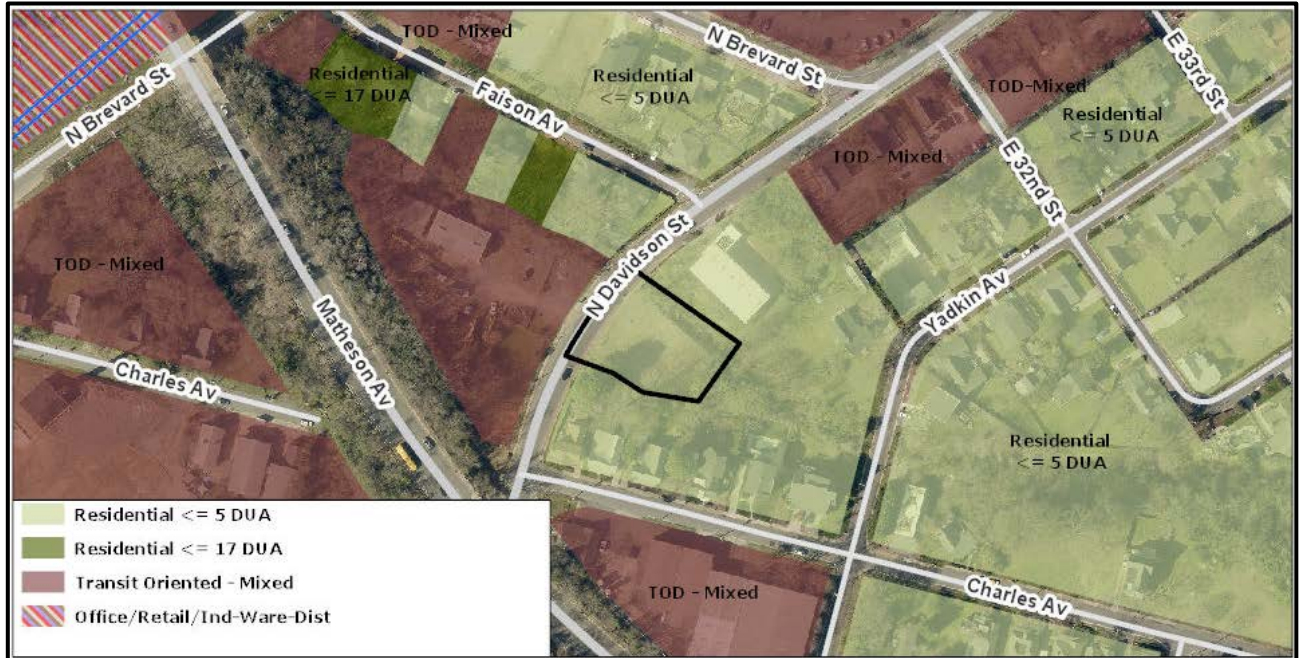 TOD - Mixed
N Brevard St
N Brevard St
Residential
<= 17 DUA
Faison Av
Residential
<= 5 DUA
TOD-Mixed
E 33rd St
Residential
<= 5 DUA
TOD - Mixed
E 32nd St
TOD - Mixed
N Davidson St
Matheson Av
Yadkin Av
Charles Av
Residential
<= 5 DUA
TOD - Mixed
Charles Av
Residential <= 5 DUA
Residential <= 17 DUA
Transit Oriented - Mixed
Office/Retail/Ind-Ware-Dist